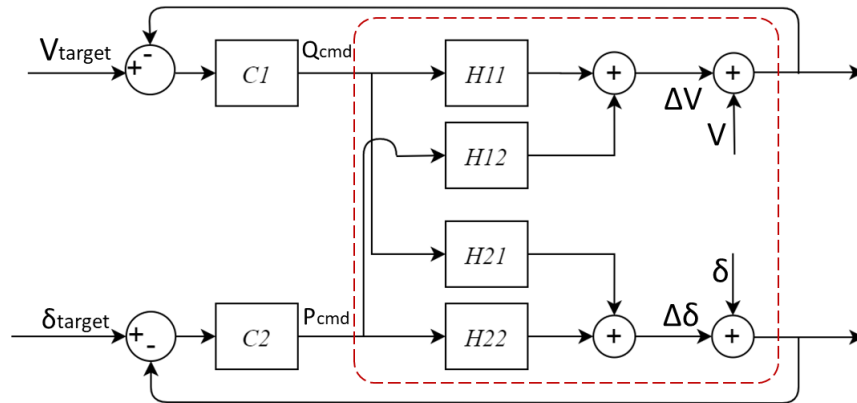 Vtarget
+
-
C1
Qcmd
H11
+
ΔV
+
V
H12
H21
δ
δtarget
+
-
C2
Pcmd
H22
+
Δδ
+